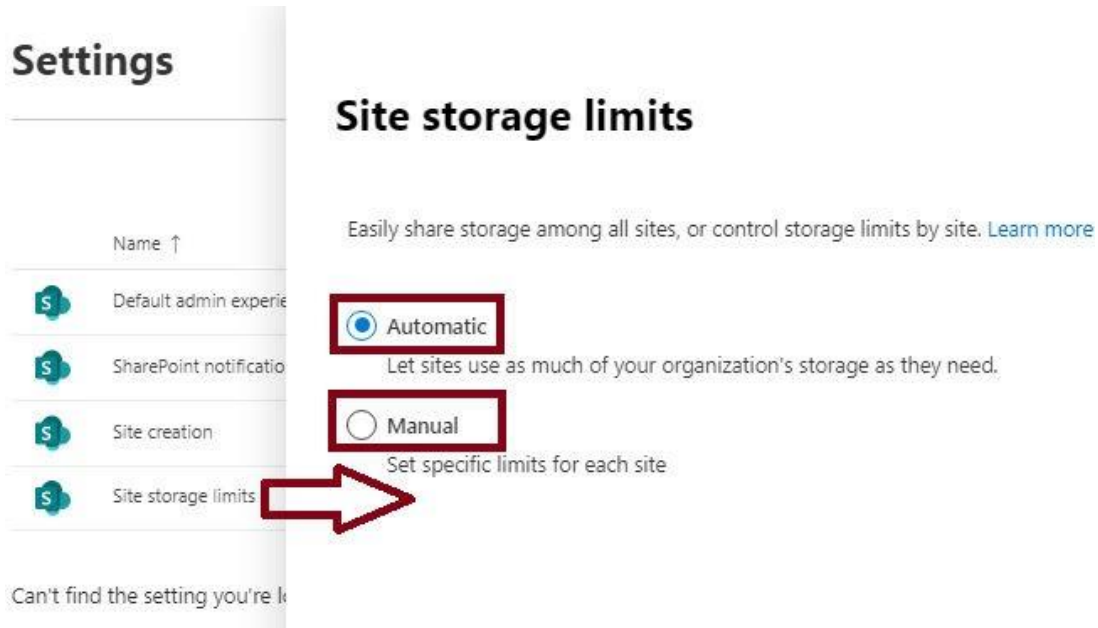 Settings
Name ↑
Default admin experie
SharePoint notificatio
Site creation
Site storage limits
Can't find the setting you're l
Site storage limits
Easily share storage among all sites, or control storage limits by site. Learn more
Automatic
Let sites use as much of your organization's storage as they need.
Manual
Set specific limits for each site